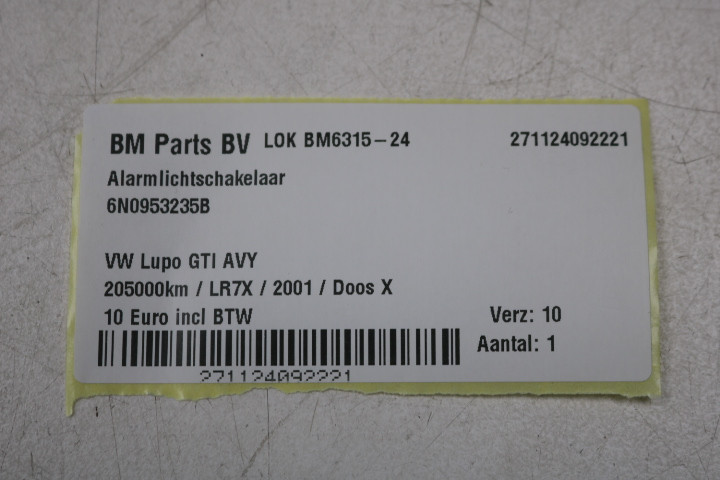 BM Parts BV LOK BM6315-24 271124092221
Alarmlichtschakelaar
6N0953235B
VW Lupo GTI AVY
205000km / LR7X / 2001 / Doos X
10 Euro incl BTW Verz: 10
Aantal: 1
271124092221